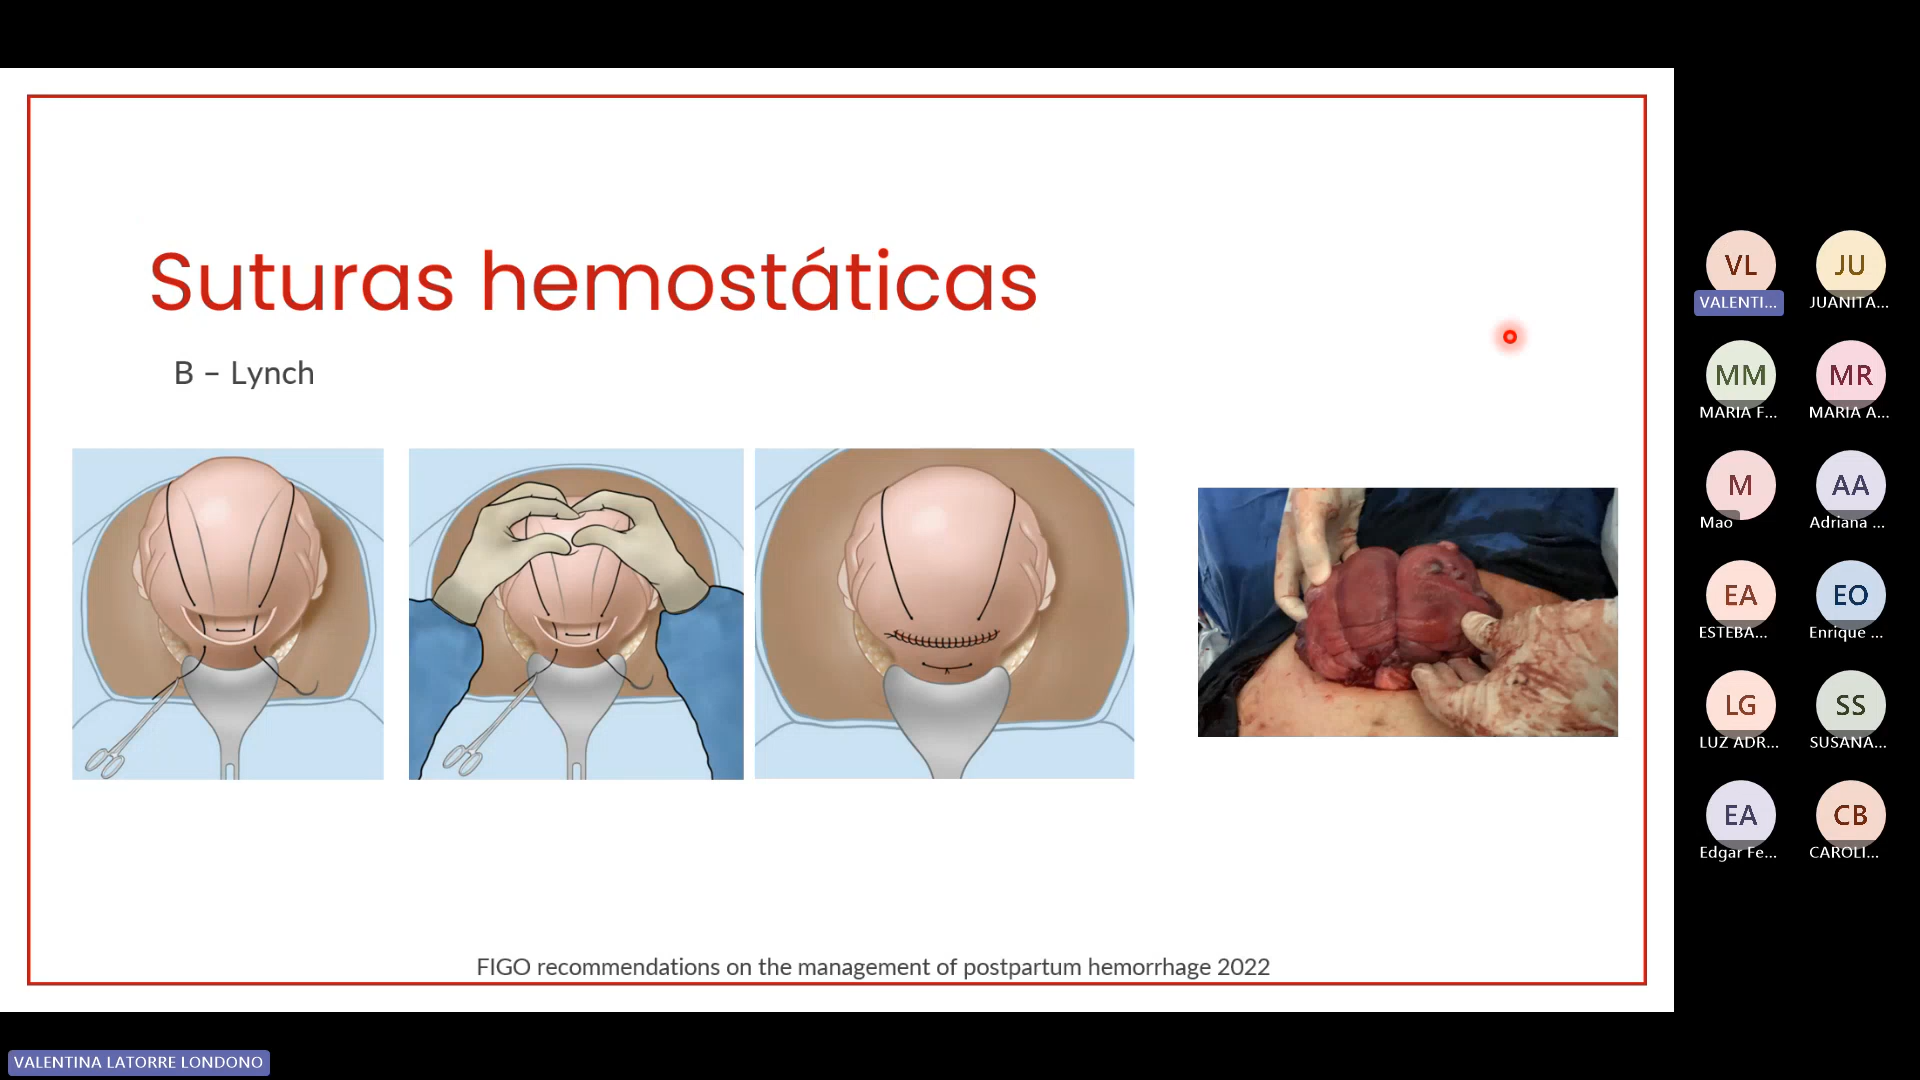 Suturas hemostáticas
B – Lynch
FIGO recommendations on the management of postpartum hemorrhage 2022
VL
VALENTI...
JU
JUANITA...
MM
MARIA F...
MR
MARIA A...
M
Mao
AA
Adriana ...
EA
ESTEBA...
EO
Enrique ...
LG
LUZ ADR...
SS
SUSANA...
EA
Edgar Fe...
CB
CAROLI...
VALENTINA LATORRE LONDONO